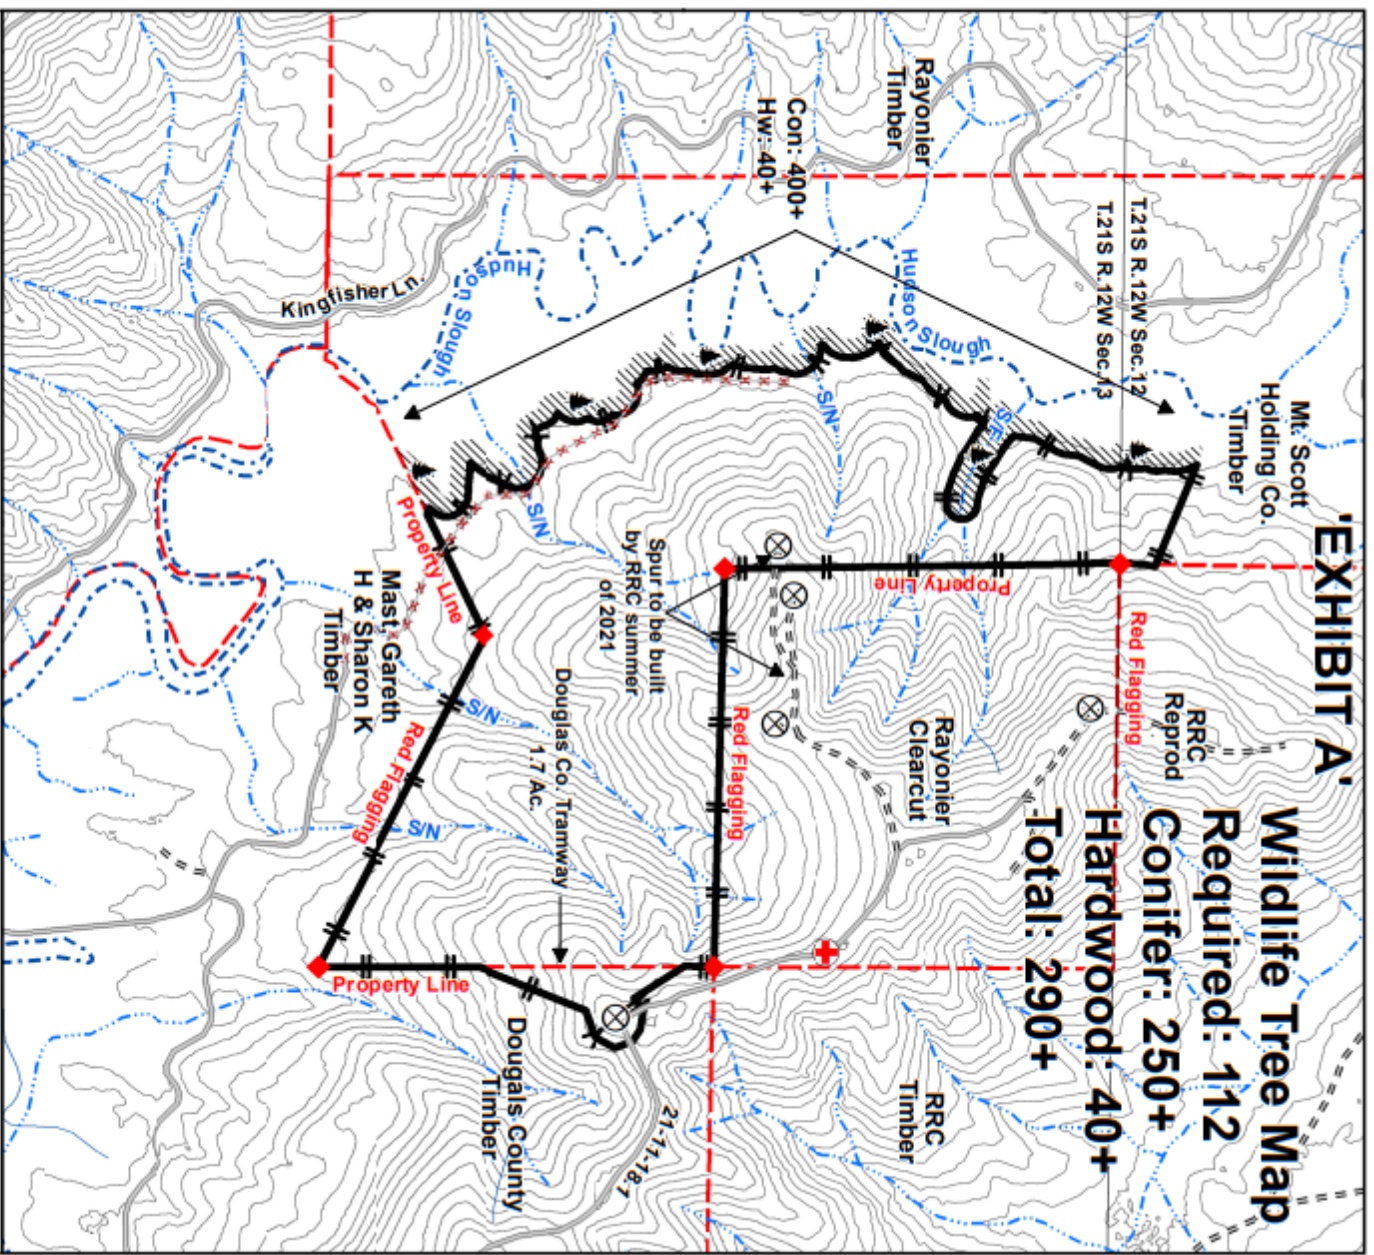 'EXHIBIT A'
Wildlife Tree Map
Required: 112
Conifer: 250+
Hardwood: 40+
Total: 290+
Mt. Scott
Holding Co.
Timber
T.21S R.12W Sec.12
T.21S R.12W Sec.13
Rayonier
Timber
Con: 400+
Hw: 40+
Hudson Slough
Hudson Slough
Kingfisher Ln.
S/F
S/N
S/N
S/N
S/N
RRC
Reprod
Red Flagging
Property Line
Rayonier
Clearcut
Red Flagging
Spur to be built
by RRC summer
of 2021
Douglas Co. Tramway
1.7 Ac.
Property Line
Mast, Gareth
H & Sharon K
Timber
Red Flagging
Property Line
RRC
Timber
Dougals County
Timber
21-11-18.1